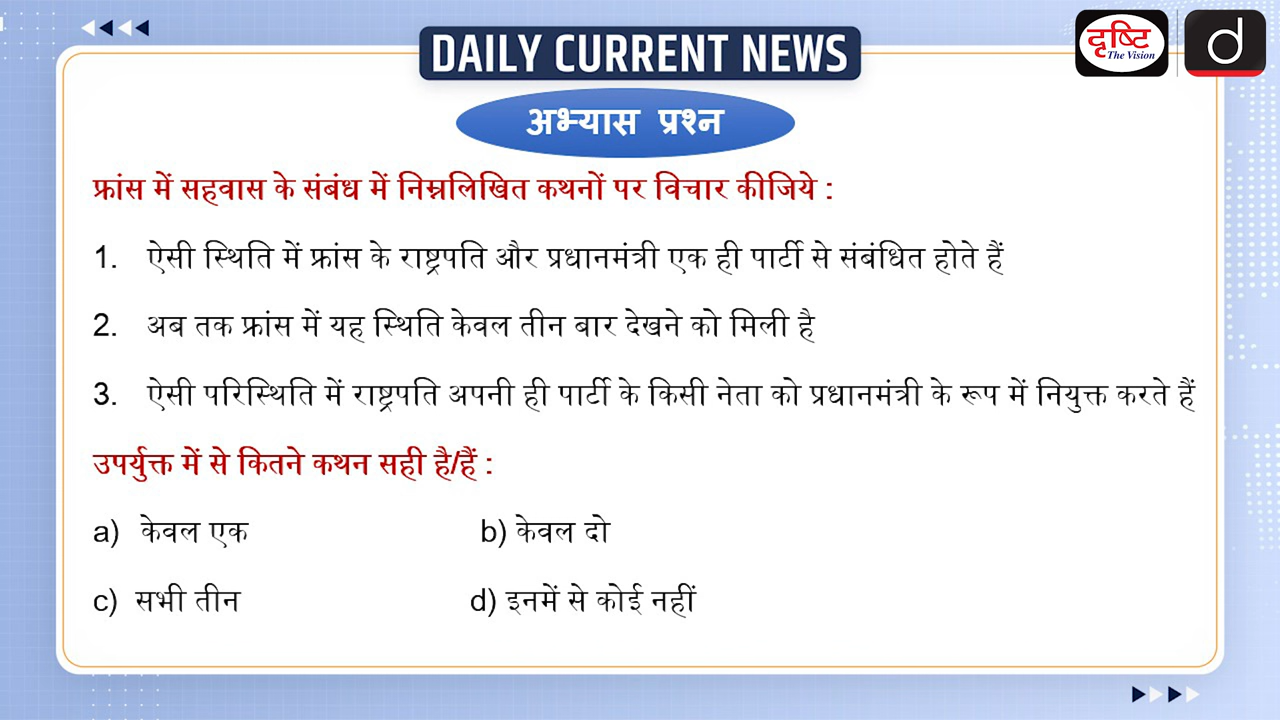 DAILY CURRENT NEWS
दृष्टि
The Vision
d
अभ्यास प्रश्न
फ्रांस में सहवास के संबंध में निम्नलिखित कथनों पर विचार कीजिये :
1. ऐसी स्थिति में फ्रांस के राष्ट्रपति और प्रधानमंत्री एक ही पार्टी से संबंधित होते हैं
2. अब तक फ्रांस में यह स्थिति केवल तीन बार देखने को मिली है
3. ऐसी परिस्थिति में राष्ट्रपति अपनी ही पार्टी के किसी नेता को प्रधानमंत्री के रूप में नियुक्त करते हैं
उपर्युक्त में से कितने कथन सही है/हैं :
a) केवल एक b) केवल दो
c) सभी तीन d) इनमें से कोई नहीं